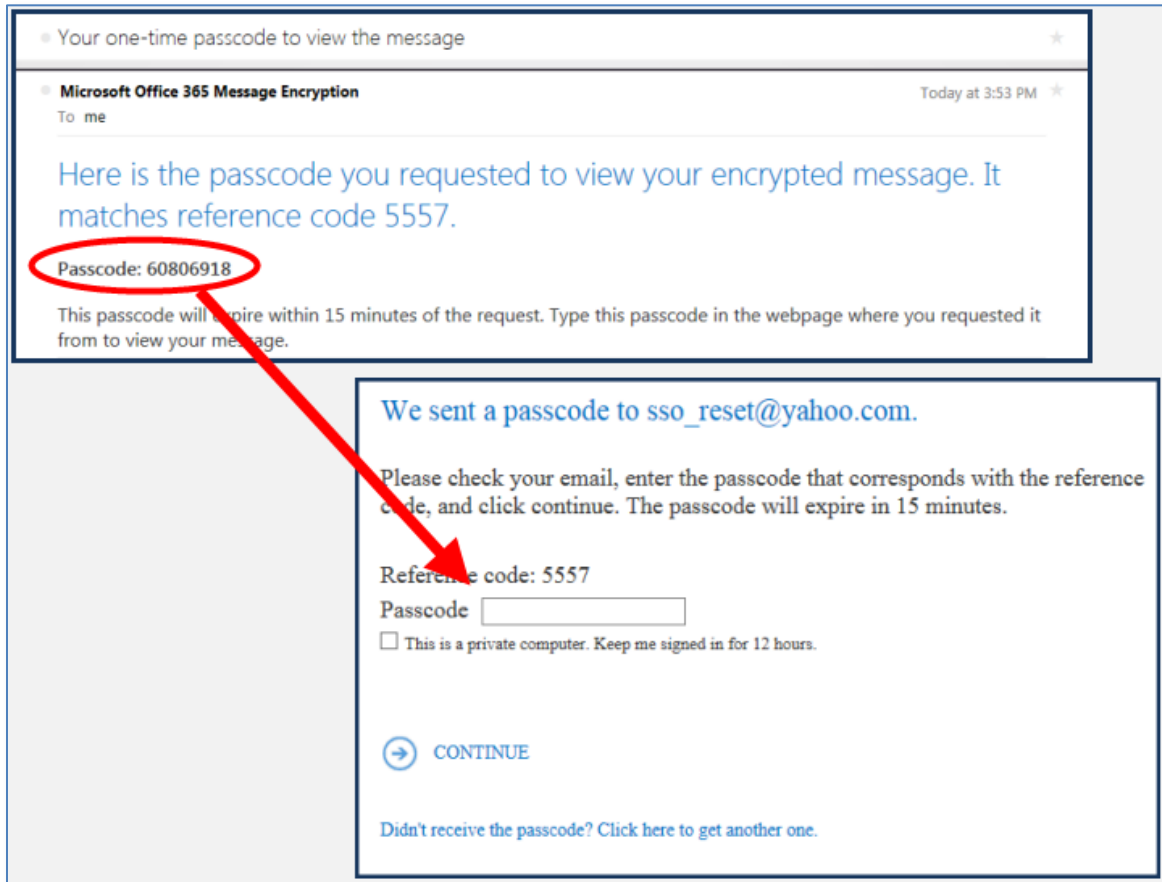 Your one-time passcode to view the message
Microsoft Office 365 Message Encryption
Today at 3:53 PM
To me
Here is the passcode you requested to view your encrypted message. It
matches reference code 5557.
Passcode: 60806918
This passcode will expire within 15 minutes of the request. Type this passcode in the webpage where you requested it
from to view your message.
We sent a passcode to sso_reset@yahoo.com.
Please check your email, enter the passcode that corresponds with the reference
code, and click continue. The passcode will expire in 15 minutes.
Reference code: 5557
Passcode
This is a private computer. Keep me signed in for 12 hours.
CONTINUE
Didn't receive the passcode? Click here to get another one.